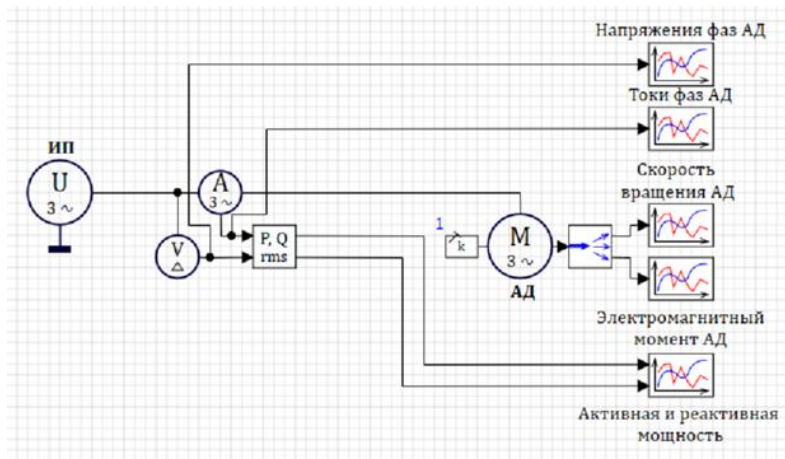 Напряжения фаз АД
Токи фаз АД
ИП
U
3 ~
A
3 ~
Скорость
вращения АД
V
Δ
P, Q
rms
1
k
M
3 ~
АД
Электромагнитный
момент АД
Активная и реактивная
мощность